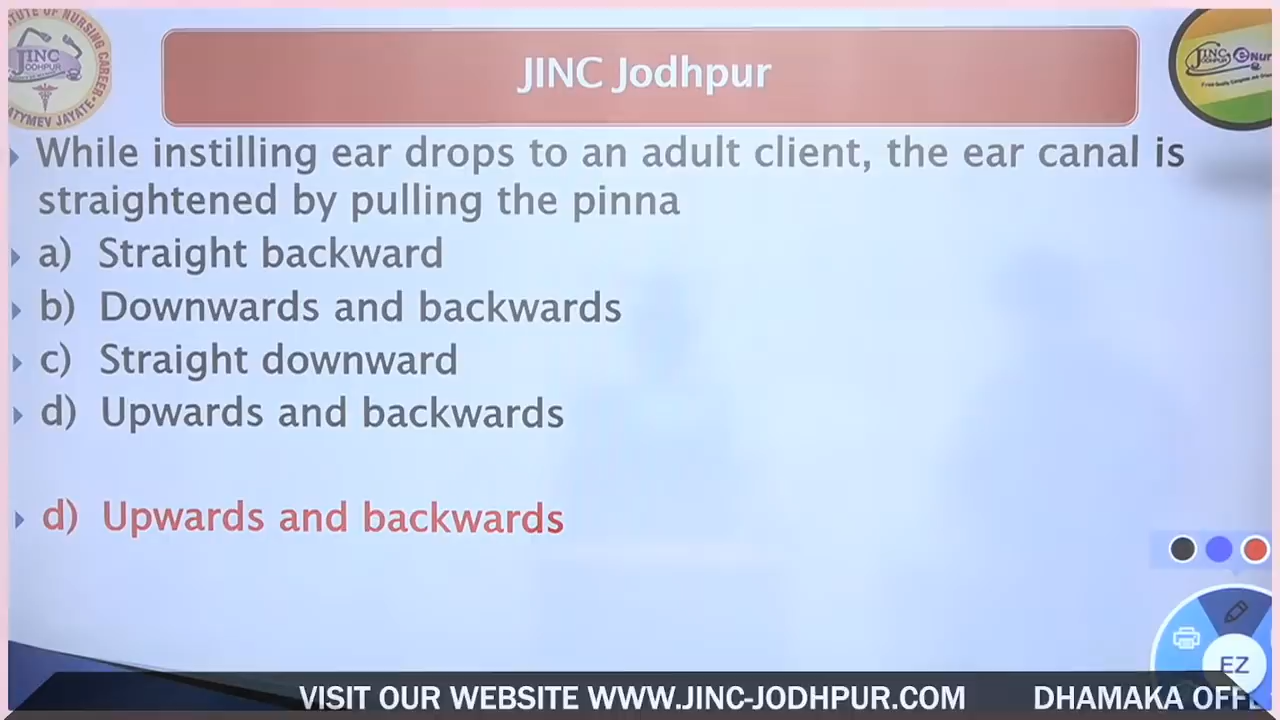 JINC Jodhpur
While instilling ear drops to an adult client, the ear canal is
straightened by pulling the pinna
a) Straight backward
b) Downwards and backwards
c) Straight downward
d) Upwards and backwards
d) Upwards and backwards
EZ
VISIT OUR WEBSITE WWW.JINC-JODHPUR.COM DHAMAKA